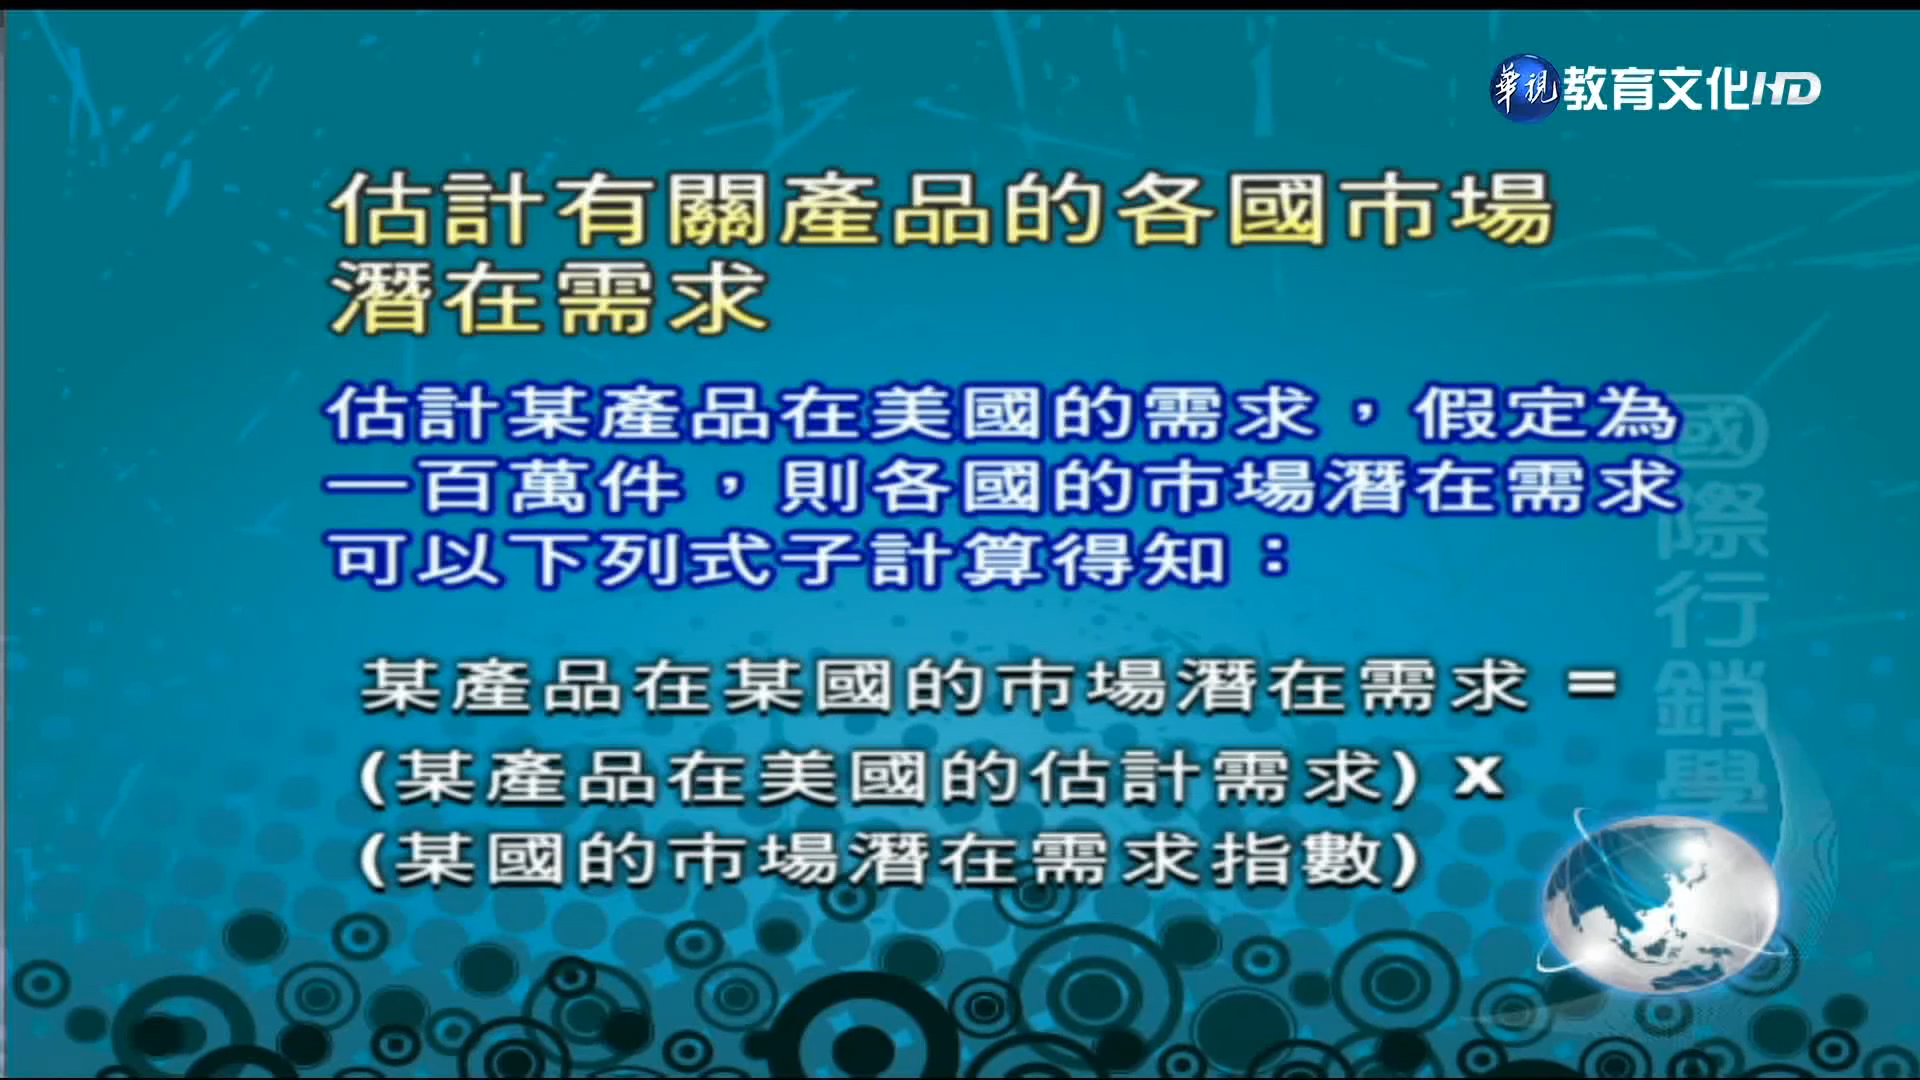 華視 教育文化HD
估計有關產品的各國市場
潛在需求
估計某產品在美國的需求，假定為
一百萬件，則各國的市場潛在需求
可以下列式子計算得知：
某產品在某國的市場潛在需求 =
(某產品在美國的估計需求) x
(某國的市場潛在需求指數)
國際行銷學